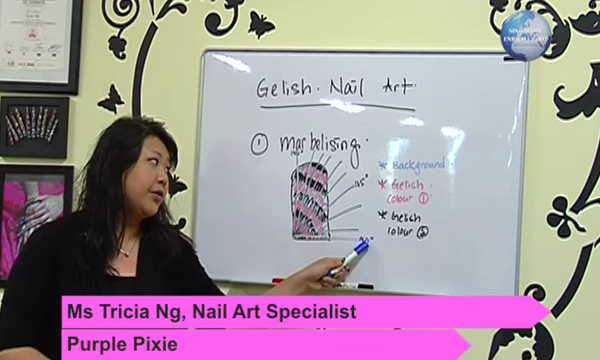 SINGAPORE
Gelish Nail Art
① Marbelising
* Background
* Gelish
colour ①
* Gelish
colour ②
Ms Tricia Ng, Nail Art Specialist
Purple Pixie